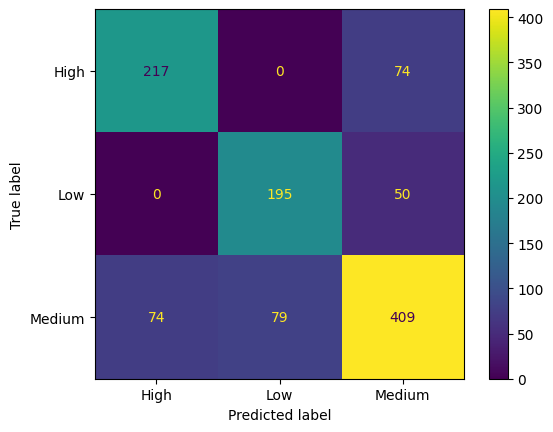 400
High 217 0 74
350
300
250
True label
Low 0 195 50
200
150
100
Medium 74 79 409
50
0
High Low Medium
Predicted label